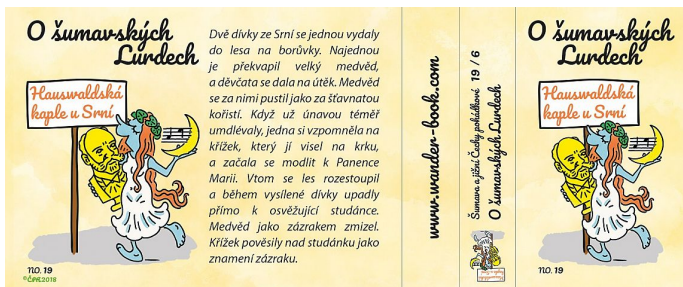 O šumavských
Lurdech
Hauswaldská
kaple u Srní
NO. 19
©ČÁPA2018
Dvě dívky ze Srní se jednou vydaly
do lesa na borůvky. Najednou
je překvapil velký medvěd,
a děvčata se dala na útěk. Medvěd
se za nimi pustil jako za šťavnatou
kořistí. Když už únavou téměř
umdlévaly, jedna si vzpomněla na
křížek, který jí visel na krku,
a začala se modlit k Panence
Marii. Vtom se les rozestoupil
a během vysílené dívky upadly
přímo k osvěžující studánce.
Medvěd jako zázrakem zmizel.
Křížek pověsily nad studánku jako
znamení zázraku.
www.wander-book.com
Šumava a jižní Čechy pohádkově 19 / 6
O šumavských Lurdech
O šumavských
Lurdech
Hauswaldská
kaple u Srní
NO. 19